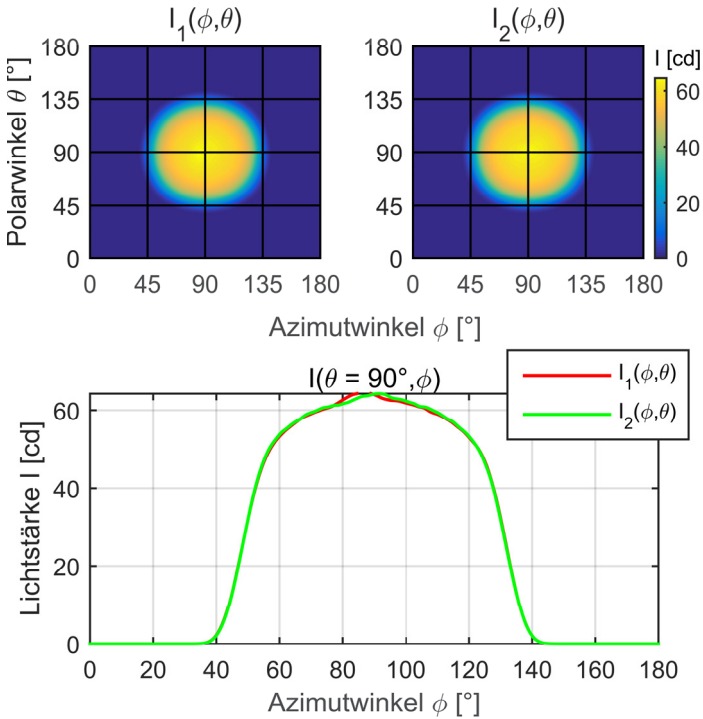 I₁(ϕ,θ)
I₂(ϕ,θ)
I [cd]
Polarwinkel θ [°]
180
135
90
45
0
0 45 90 135 180
180
135
90
45
0
0 45 90 135 180
60
40
20
0
Azimutwinkel ϕ [°]
I(θ = 90°,ϕ)
I₁(ϕ,θ)
I₂(ϕ,θ)
Lichtstärke I [cd]
60
40
20
0
0 20 40 60 80 100 120 140 160 180
Azimutwinkel ϕ [°]